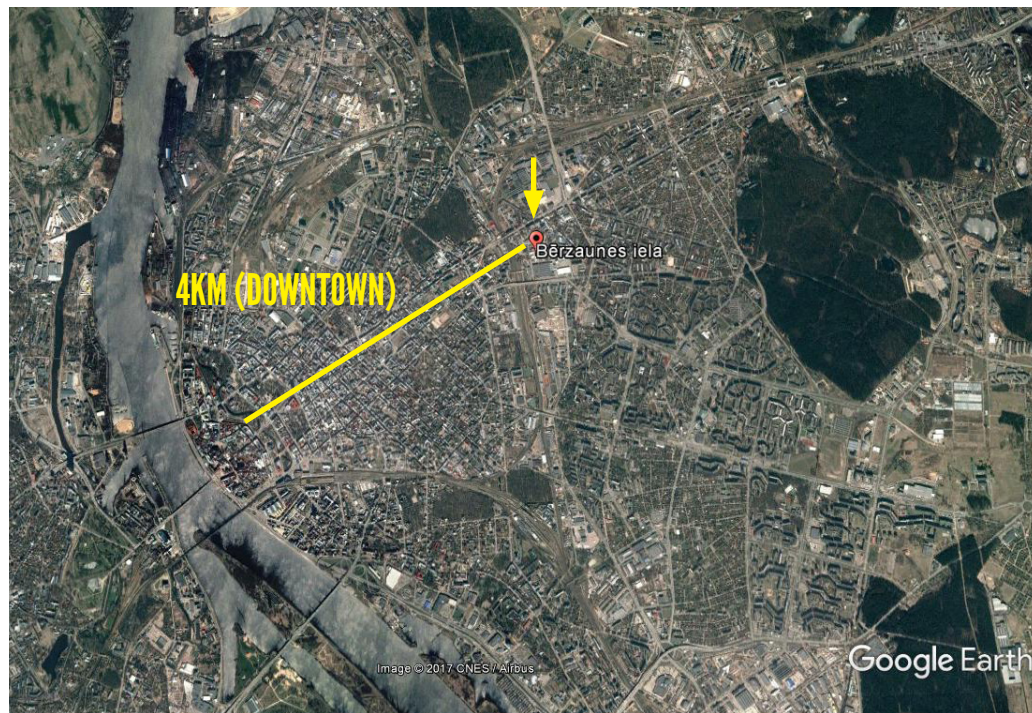 Bērzaunes iela
4KM (DOWNTOWN)
Image © 2017 CNES / Airbus
Google Earth